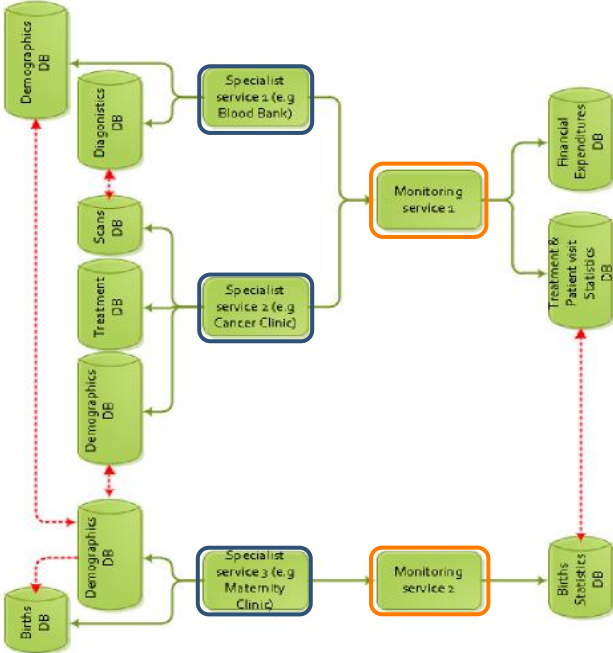 Demographics
DB
Diagonistics
DB
Scans
DB
Treatment
DB
Demographics
DB
Demographics
DB
Births
DB
Specialist
service 1 (e.g
Blood Bank)
Specialist
service 2 (e.g
Cancer Clinic)
Specialist
service 3 (e.g
Maternity
Clinic)
Monitoring
service 1
Monitoring
service 2
Financial
Expenditures
DB
Treatment &
Patient visit
Statistics
DB
Births
Statistics
DB